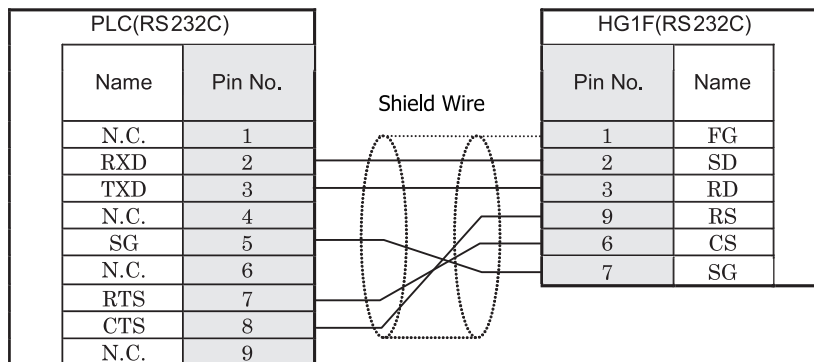 PLC(RS232C) HG1F(RS232C)
Name Pin No. Pin No. Name
Shield Wire
N.C. 1 1 FG
RXD 2 2 SD
TXD 3 3 RD
N.C. 4 9 RS
SG 5 6 CS
N.C. 6 7 SG
RTS 7
CTS 8
N.C. 9